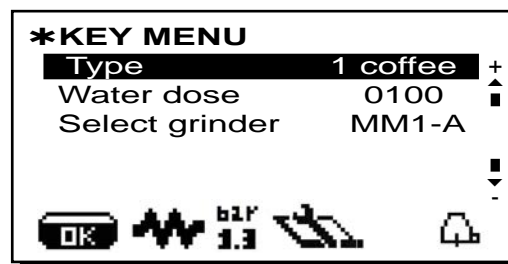 *KEY MENU
Type 1 coffee +
Water dose 0100
Select grinder MM1-A
-
OK bar 1.3